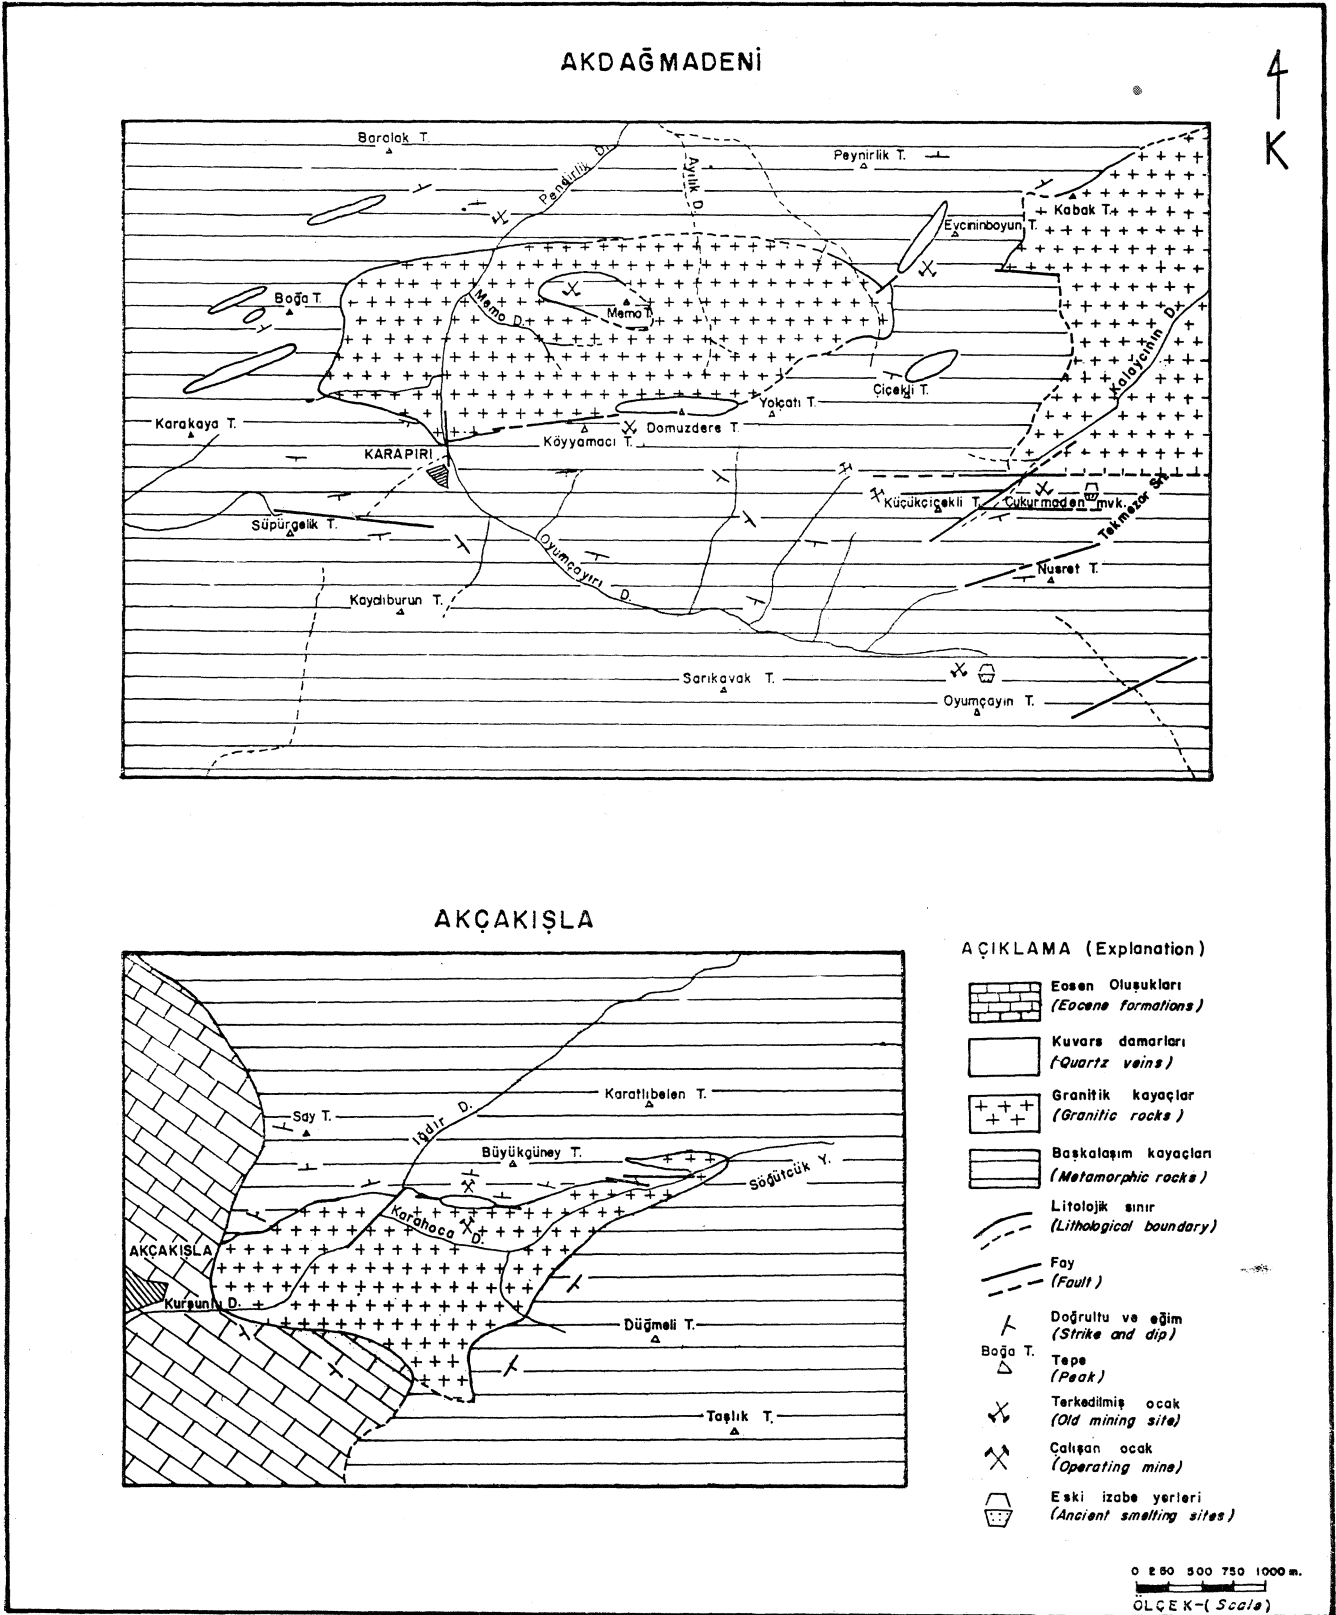 AKDAĞMADENİ
K
Baralak T.
Pendirlik D.
Ayılık D.
Peynirlik T.
Kabak T.
Evcininboyun T.
Boğa T.
Memo D.
Memo T.
Kalaycının D.
Çiçekli T.
Karakaya T.
Yolçatı T.
Domuzdere T.
Köyyamacı T.
KARAPIRI
Küçükçiçekli T.
Çukurmaden mvk.
Tekmezar Srt.
Süpürgelik T.
Oyumçayırı D.
Nusret T.
Kaydıburun T.
Sarıkavak T.
Oyumçayın T.
AKÇAKIŞLA
AÇIKLAMA (Explanation)
Eosen Oluşukları
(Eocene formations)
Kuvars damarları
(Quartz veins)
Granitik kayaçlar
(Granitic rocks)
Başkalaşım kayaçları
(Metamorphic rocks)
Litolojik sınır
(Lithological boundary)
Fay
(Fault)
Doğrultu ve eğim
(Strike and dip)
Boğa T.
Tepe
(Peak)
Terkedilmiş ocak
(Old mining site)
Çalışan ocak
(Operating mine)
Eski izabe yerleri
(Ancient smelting sites)
Karatlıbelen T.
Say T.
Iğdır D.
Büyükgüney T.
Söğütcük Y.
Karahoca D.
AKÇAKIŞLA
Kurşunlu D.
Düğmeli T.
Taşlık T.
0 250 500 750 1000 m.
ÖLÇEK-(Scale)